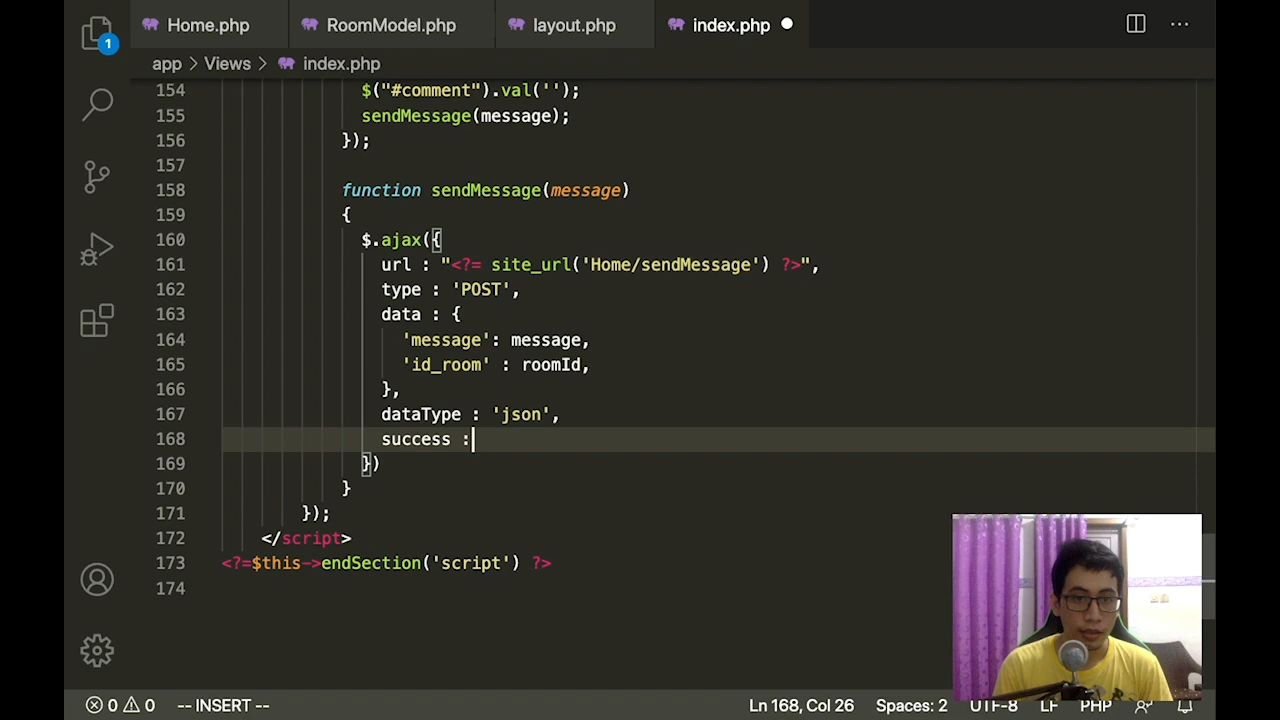 Home.php RoomModel.php layout.php index.php
1
app > Views > index.php
154 $("#comment").val('');
155 sendMessage(message);
156 });
157
158 function sendMessage(message)
159 {
160 $.ajax({
161 url : "<?= site_url('Home/sendMessage') ?>",
162 type : 'POST',
163 data : {
164 'message': message,
165 'id_room' : roomId,
166 },
167 dataType : 'json',
168 success :
169 })
170 }
171 });
172 </script>
173 <?=$this->endSection('script') ?>
174
0 0 -- INSERT -- Ln 168, Col 26 Spaces: 2 UTF-8 LF PHP